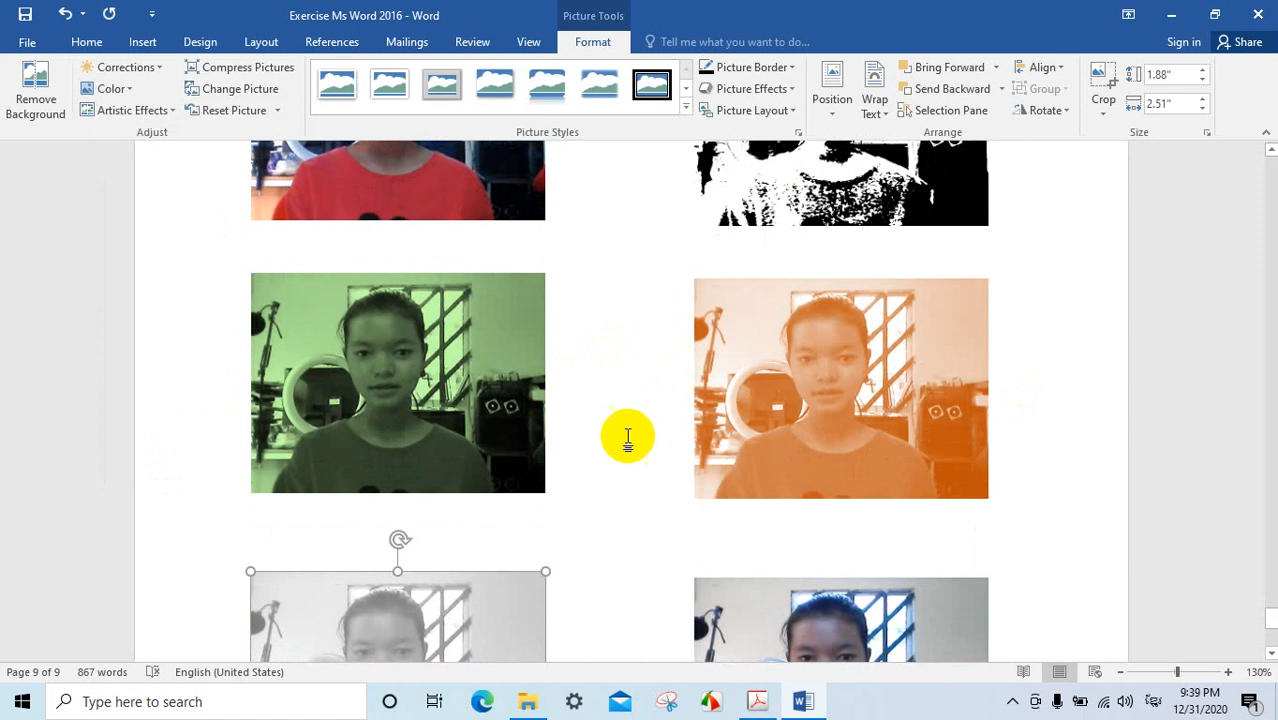 Exercise Ms Word 2016 - Word
Picture Tools
File
Home
Insert
Design
Layout
References
Mailings
Review
View
Format
Tell me what you want to do...
Sign in
Share
Remove Background
Corrections
Color
Artistic Effects
Compress Pictures
Change Picture
Reset Picture
Adjust
Picture Styles
Picture Border
Picture Effects
Picture Layout
Position
Wrap Text
Bring Forward
Send Backward
Selection Pane
Align
Group
Rotate
Arrange
Crop
1.88"
2.51"
Size
Page 9 of 9
867 words
English (United States)
130%
Type here to search
9:39 PM
12/31/2020
1